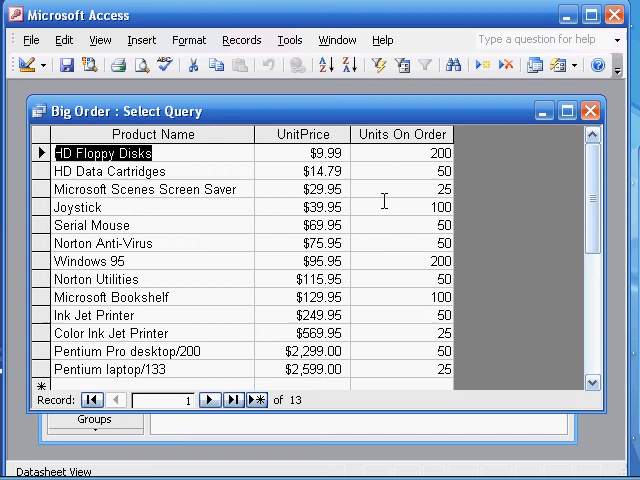 Microsoft Access
File Edit View Insert Format Records Tools Window Help Type a question for help
Big Order : Select Query
Product Name UnitPrice Units On Order
HD Floppy Disks $9.99 200
HD Data Cartridges $14.79 50
Microsoft Scenes Screen Saver $29.95 25
Joystick $39.95 100
Serial Mouse $69.95 50
Norton Anti-Virus $75.95 50
Windows 95 $95.95 200
Norton Utilities $115.95 50
Microsoft Bookshelf $129.95 100
Ink Jet Printer $249.95 50
Color Ink Jet Printer $569.95 25
Pentium Pro desktop/200 $2,299.00 50
Pentium laptop/133 $2,599.00 25
Record: 1 of 13
Groups
Datasheet View